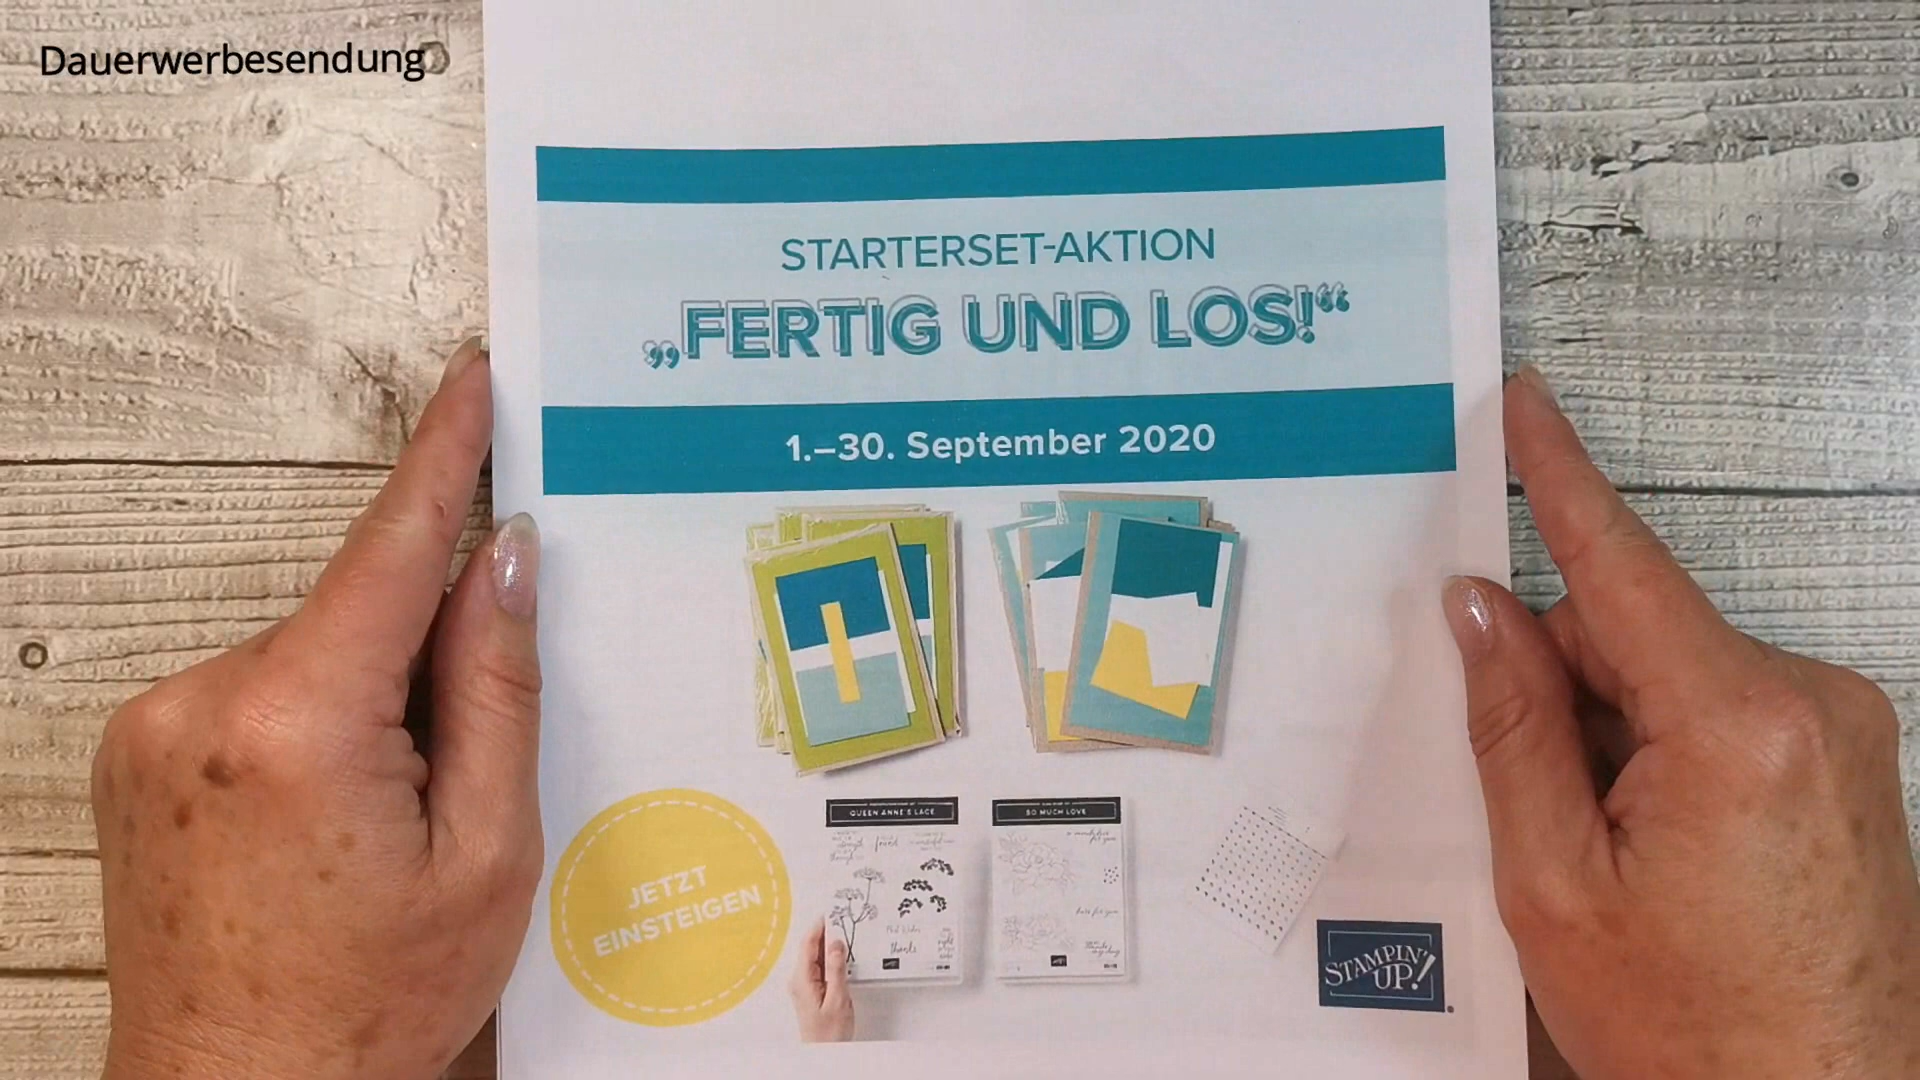 Dauerwerbesendung
STARTERSET-AKTION
„FERTIG UND LOS!“
1.–30. September 2020
JETZT
EINSTEIGEN
QUEEN ANNE'S LACE
friend
thanks
SO MUCH LOVE
STAMPIN'
UP!